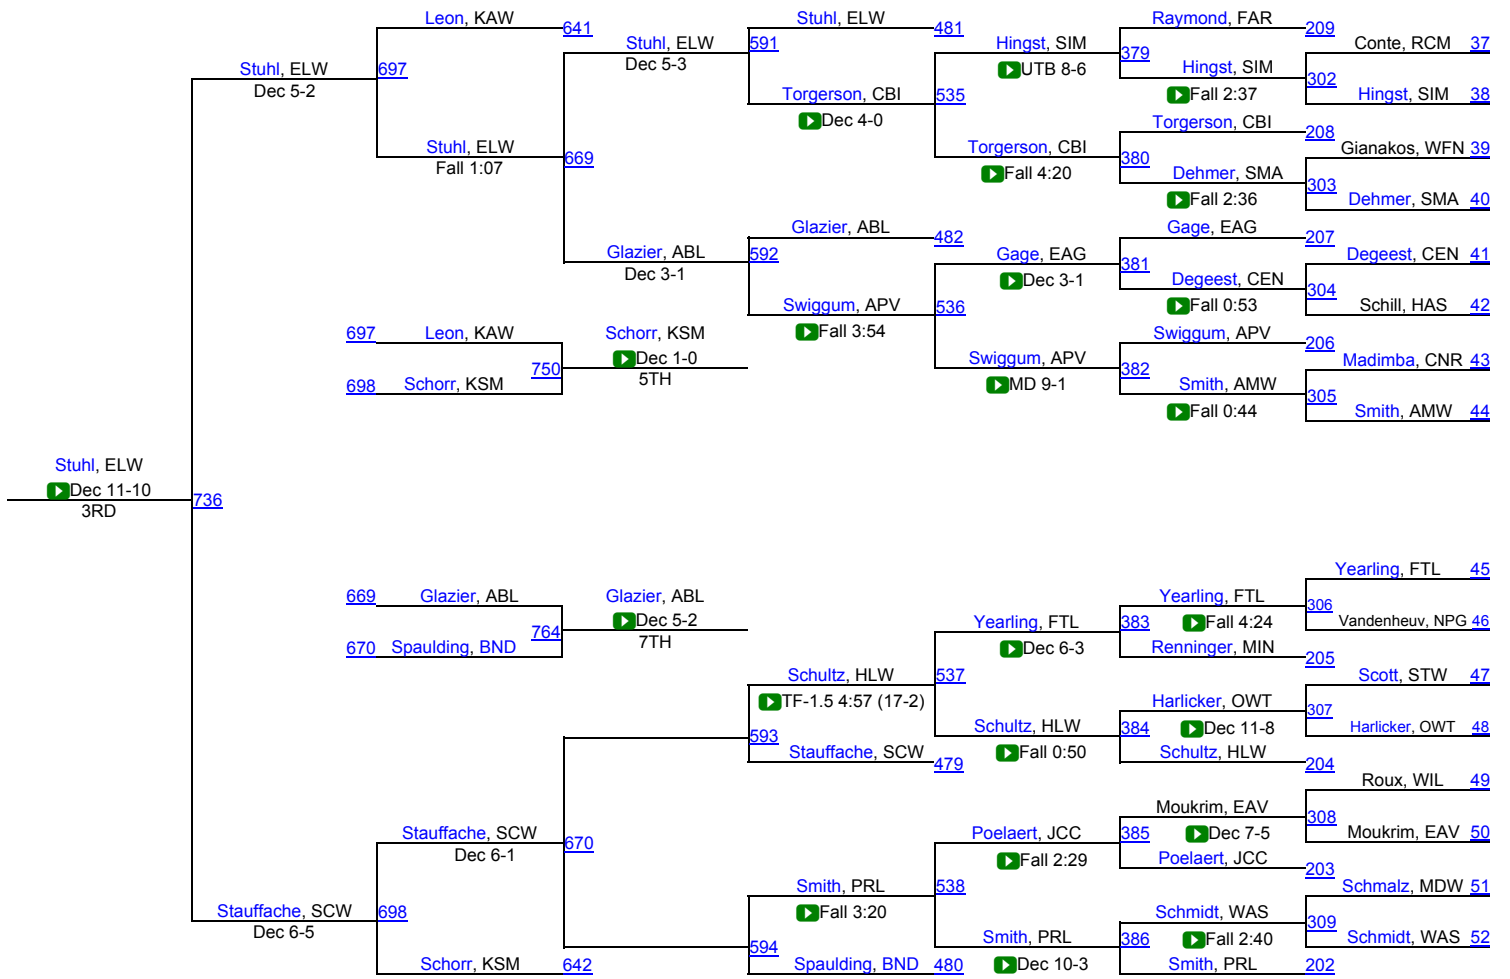 Leon, KAW
641
Stuhl, ELW
481
Raymond, FAR
209
Stuhl, ELW
Dec 5-3
591
Hingst, SIM
UTB 8-6
379
Conte, RCM 37
Stuhl, ELW
Dec 5-2
697
Hingst, SIM
Fall 2:37
302
Hingst, SIM 38
Torgerson, CBI
Dec 4-0
535
Torgerson, CBI
208
Gianakos, WFN 39
Stuhl, ELW
Fall 1:07
669
Torgerson, CBI
Fall 4:20
380
Dehmer, SMA
Fall 2:36
303
Dehmer, SMA 40
Glazier, ABL
482
Gage, EAG
207
Glazier, ABL
Dec 3-1
592
Gage, EAG
Dec 3-1
381
Degeest, CEN 41
Degeest, CEN
Fall 0:53
304
Schill, HAS 42
Swiggum, APV
Fall 3:54
536
697 Leon, KAW
Schorr, KSM
Dec 1-0
5TH
750
698 Schorr, KSM
Swiggum, APV
206
Madimba, CNR 43
Swiggum, APV
MD 9-1
382
Smith, AMW
Fall 0:44
305
Smith, AMW 44
Stuhl, ELW
Dec 11-10
3RD
736
Yearling, FTL 45
669 Glazier, ABL
Glazier, ABL
Dec 5-2
7TH
764
670 Spaulding, BND
Yearling, FTL
Fall 4:24
306
Vandenheuv, NPG 46
Yearling, FTL
Dec 6-3
383
Renninger, MIN
205
Schultz, HLW
TF-1.5 4:57 (17-2)
537
Scott, STW 47
Harlicker, OWT
Dec 11-8
307
Harlicker, OWT 48
Schultz, HLW
Fall 0:50
384
593
Stauffache, SCW
479
Schultz, HLW
204
Roux, WIL 49
Moukrim, EAV
Dec 7-5
308
Moukrim, EAV 50
Stauffache, SCW
Dec 6-1
670
Poelaert, JCC
Fall 2:29
385
Poelaert, JCC
203
Smith, PRL
Fall 3:20
538
Schmalz, MDW 51
Stauffache, SCW
Dec 6-5
698
Schmidt, WAS
Fall 2:40
309
Schmidt, WAS 52
594
Smith, PRL
Dec 10-3
386
Schorr, KSM
642
Spaulding, BND
480
Smith, PRL
202